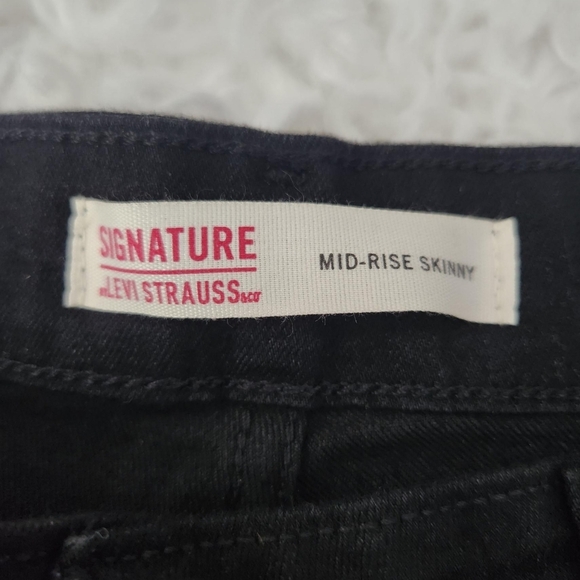 SIGNATURE
BY LEVI STRAUSS &CO
MID-RISE SKINNY